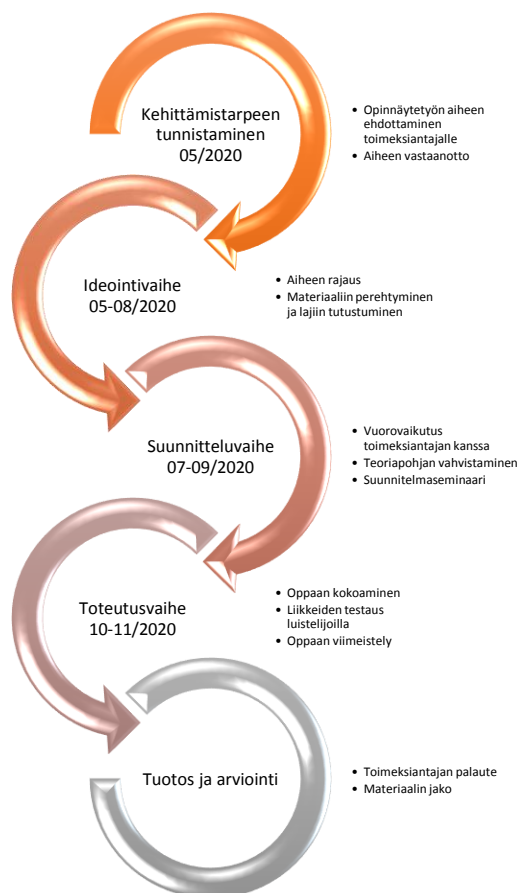 Kehittämistarpeen
tunnistaminen
05/2020
• Opinnäytetyön aiheen
ehdottaminen
toimeksiantajalle
• Aiheen vastaanotto
Ideointivaihe
05-08/2020
• Aiheen rajaus
• Materiaaliin perehtyminen
ja lajiin tutustuminen
Suunnitteluvaihe
07-09/2020
• Vuorovaikutus
toimeksiantajan kanssa
• Teoriapohjan vahvistaminen
• Suunnitelmaseminaari
Toteutusvaihe
10-11/2020
• Oppaan kokoaminen
• Liikkeiden testaus
luistelijoilla
• Oppaan viimeistely
Tuotos ja arviointi
• Toimeksiantajan palaute
• Materiaalin jako